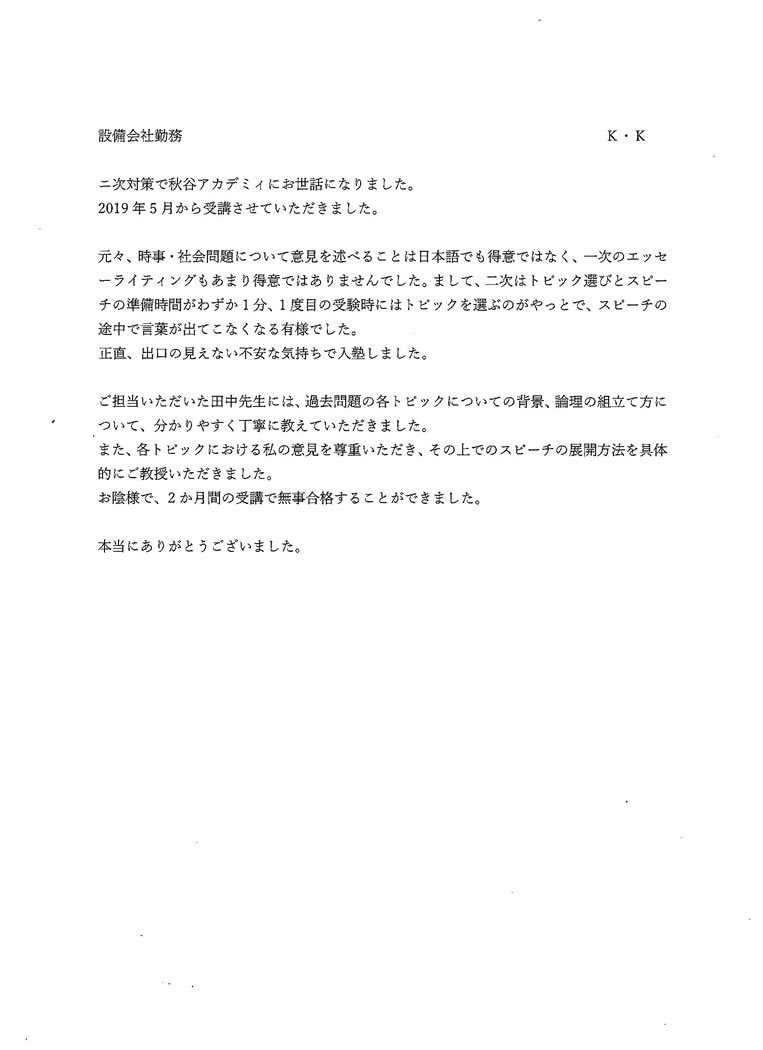 設備会社勤務 K・K
二次対策で秋谷アカデミィにお世話になりました。
2019年5月から受講させていただきました。
元々、時事・社会問題について意見を述べることは日本語でも得意ではなく、一次のエッセ
ーライティングもあまり得意ではありませんでした。まして、二次はトピック選びとスピー
チの準備時間がわずか1分、1度目の受験時にはトピックを選ぶのがやっとで、スピーチの
途中で言葉が出てこなくなる有様でした。
正直、出口の見えない不安な気持ちで入塾しました。
ご担当いただいた田中先生には、過去問題の各トピックについての背景、論理の組立て方に
ついて、分かりやすく丁寧に教えていただきました。
また、各トピックにおける私の意見を尊重いただき、その上でのスピーチの展開方法を具体
的にご教授いただきました。
お陰様で、2か月間の受講で無事合格することができました。
本当にありがとうございました。